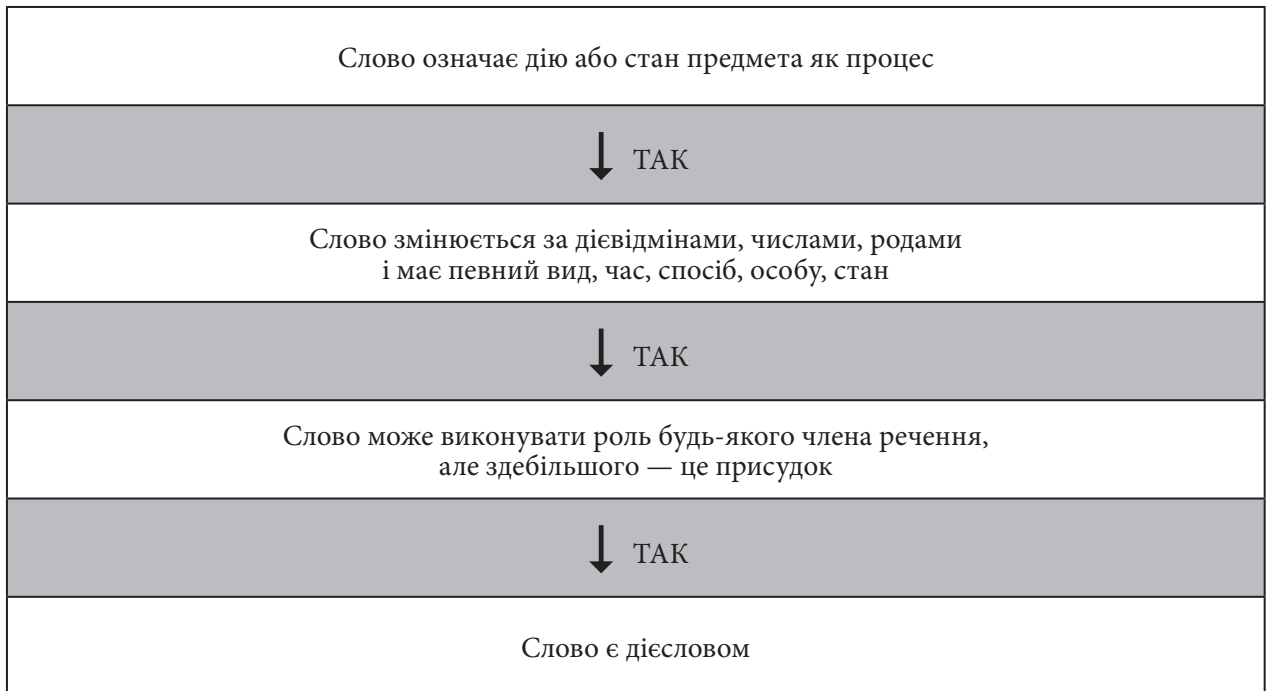 Слово означає дію або стан предмета як процес
ТАК
Слово змінюється за дієвідмінами, числами, родами
і має певний вид, час, спосіб, особу, стан
ТАК
Слово може виконувати роль будь-якого члена речення,
але здебільшого — це присудок
ТАК
Слово є дієсловом